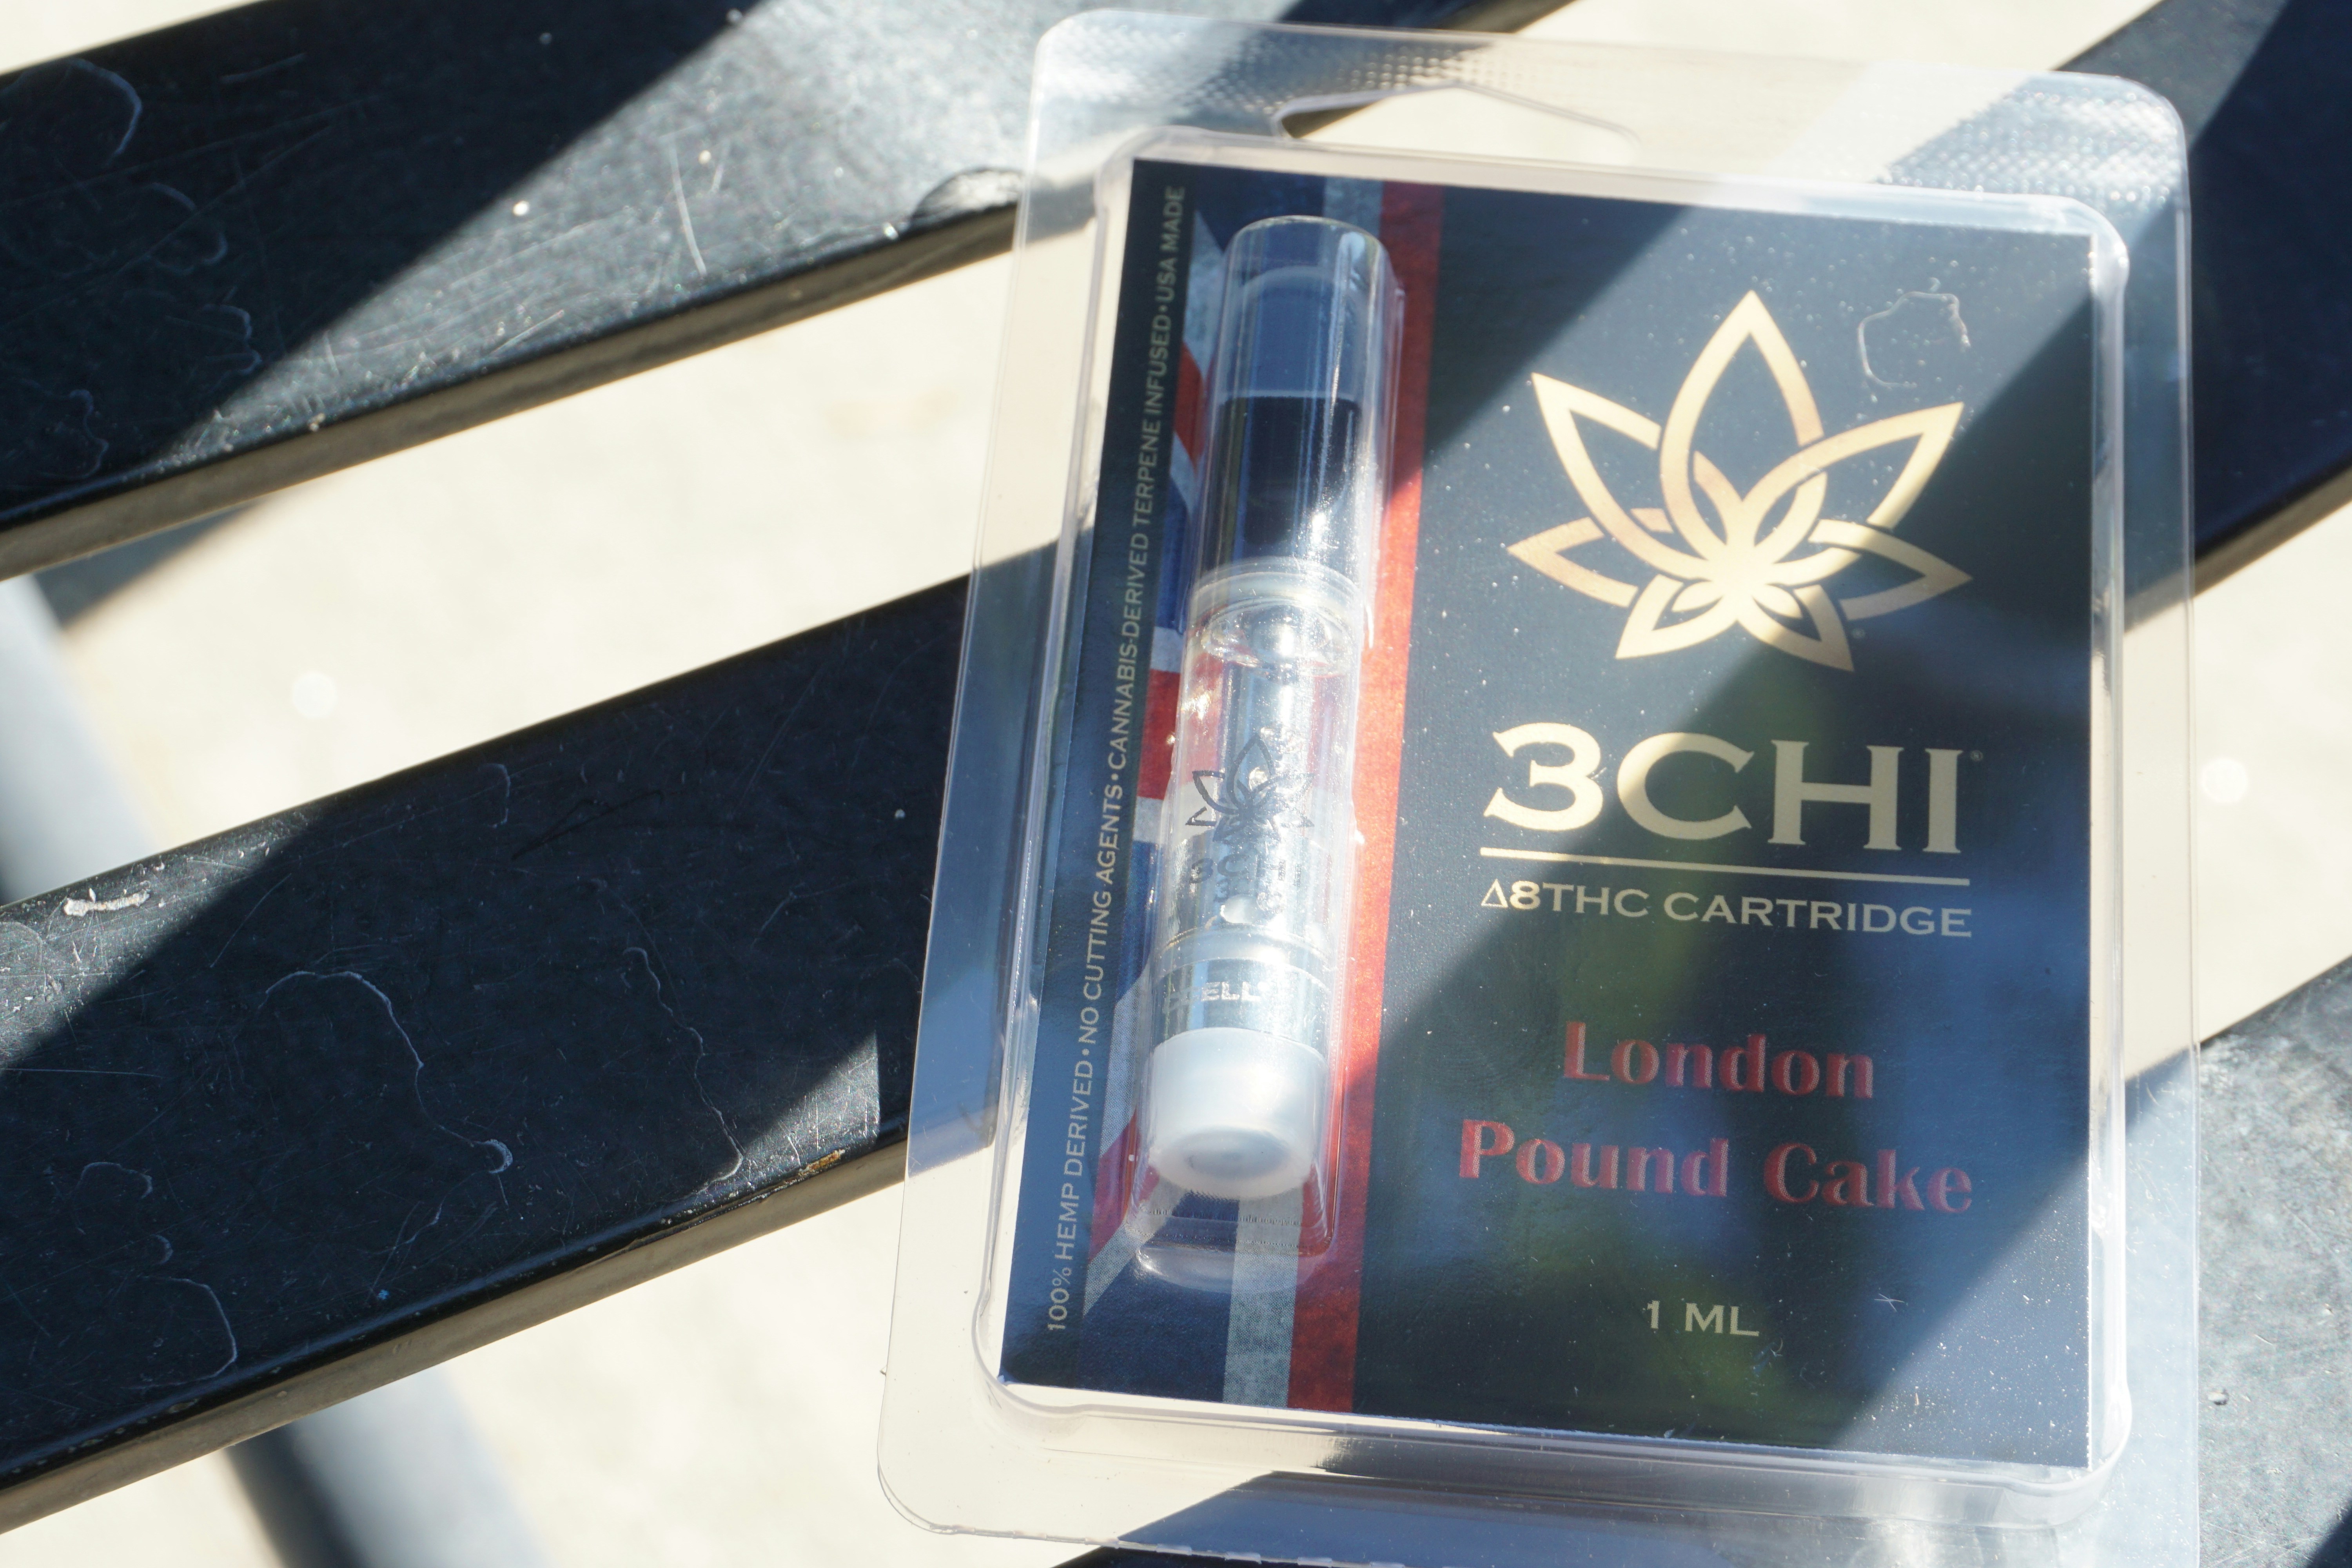 100% HEMP DERIVED•NO CUTTING AGENTS•CANNABIS-DERIVED TERPENE INFUSED•USA MADE
3CHI
3CHI
Δ8THC CARTRIDGE
London
Pound Cake
1 ML